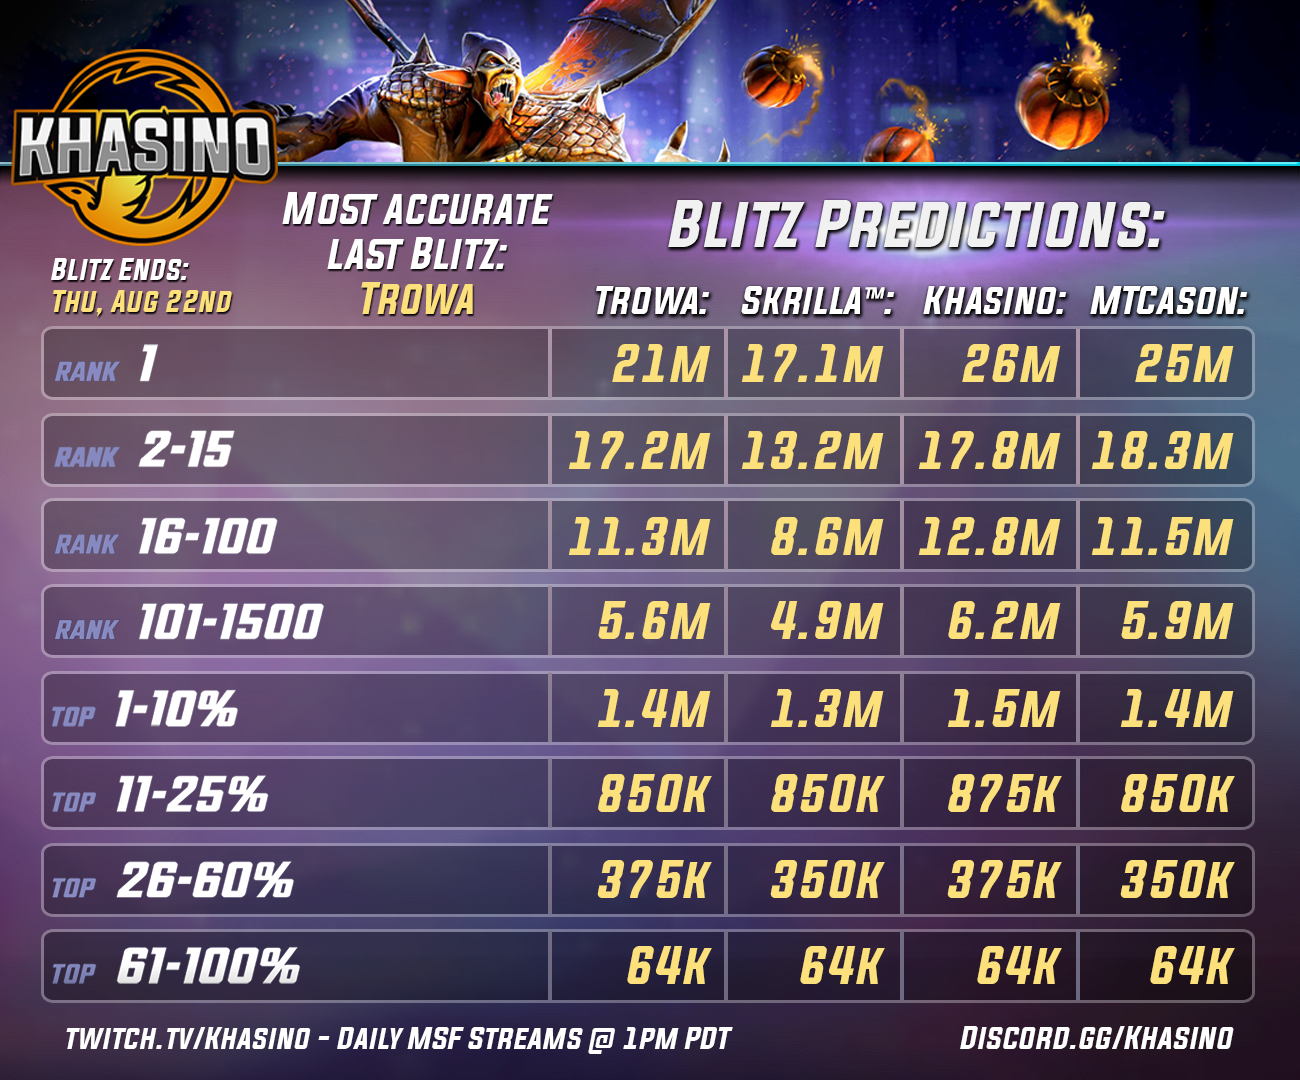 KHASINO
MOST ACCURATE
LAST BLITZ:
TROWA
BLITZ PREDICTIONS:
BLITZ ENDS:
THU, AUG 22ND
TROWA: SKRILLA™: KHASINO: MTCASON:
RANK 1 21M 17.1M 26M 25M
RANK 2-15 17.2M 13.2M 17.8M 18.3M
RANK 16-100 11.3M 8.6M 12.8M 11.5M
RANK 101-1500 5.6M 4.9M 6.2M 5.9M
TOP 1-10% 1.4M 1.3M 1.5M 1.4M
TOP 11-25% 850K 850K 875K 850K
TOP 26-60% 375K 350K 375K 350K
TOP 61-100% 64K 64K 64K 64K
TWITCH.TV/KHASINO - DAILY MSF STREAMS @ 1PM PDT
DISCORD.GG/KHASINO